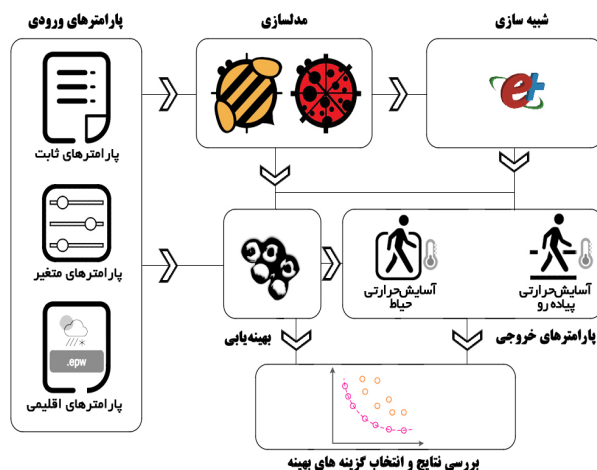 پارامترهای ورودی
مدلسازی
شبیه سازی
پارامترهای ثابت
پارامترهای متغیر
.epw
پارامترهای اقلیمی
e+
آسایش‌حرارتی
حیاط
آسایش‌حرارتی
پیاده رو
بهینه‌یابی
پارامترهای خروجی
بررسی نتایج و انتخاب گزینه های بهینه